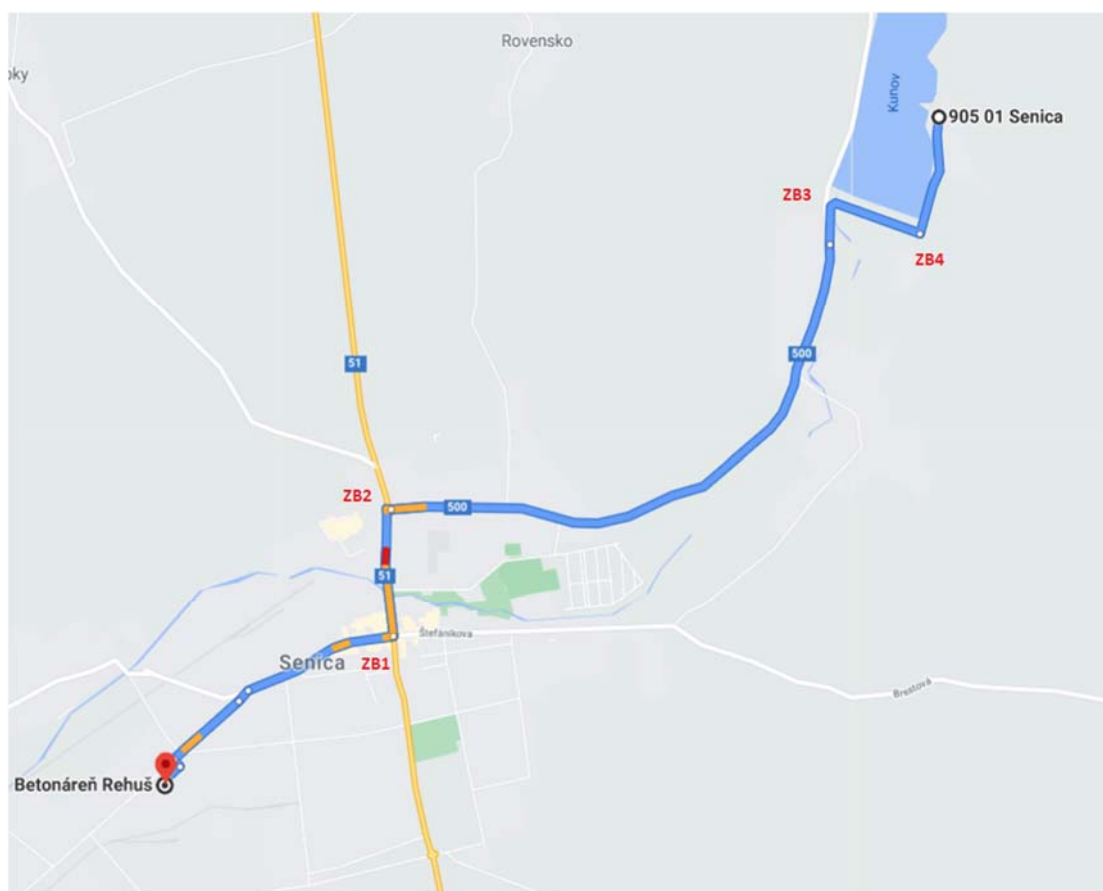 Rovensko
Kunov
905 01 Senica
ZB3
ZB4
500
51
ZB2
500
51
Štefánikova
Senica
ZB1
Brestová
Betonáreň Rehuš